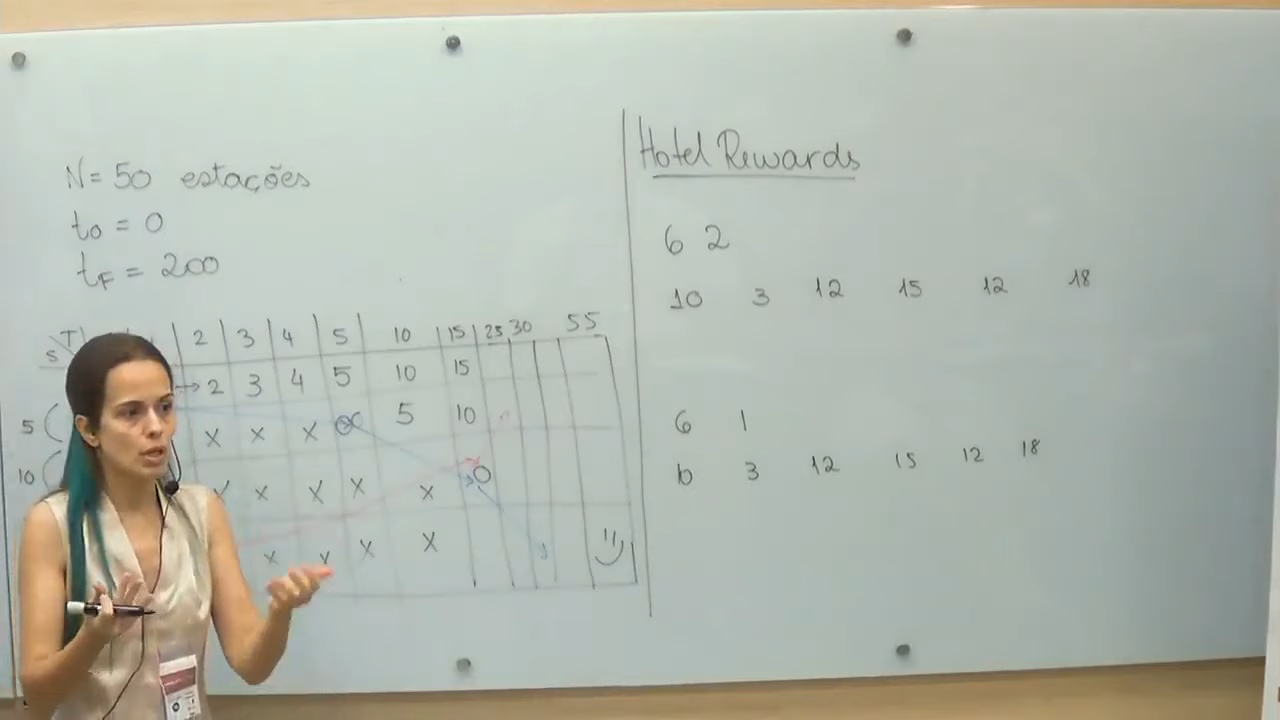 N = 50 estações
t₀ = 0
t_F = 200
S T 2 3 4 5 10 15 25 30 55
→ 2 3 4 5 10 15
5 x x x x 5 10
10 x x x x O
x x x x
Hotel Rewards
6 2
10 3 12 15 12 18
6 1
10 3 12 15 12 18